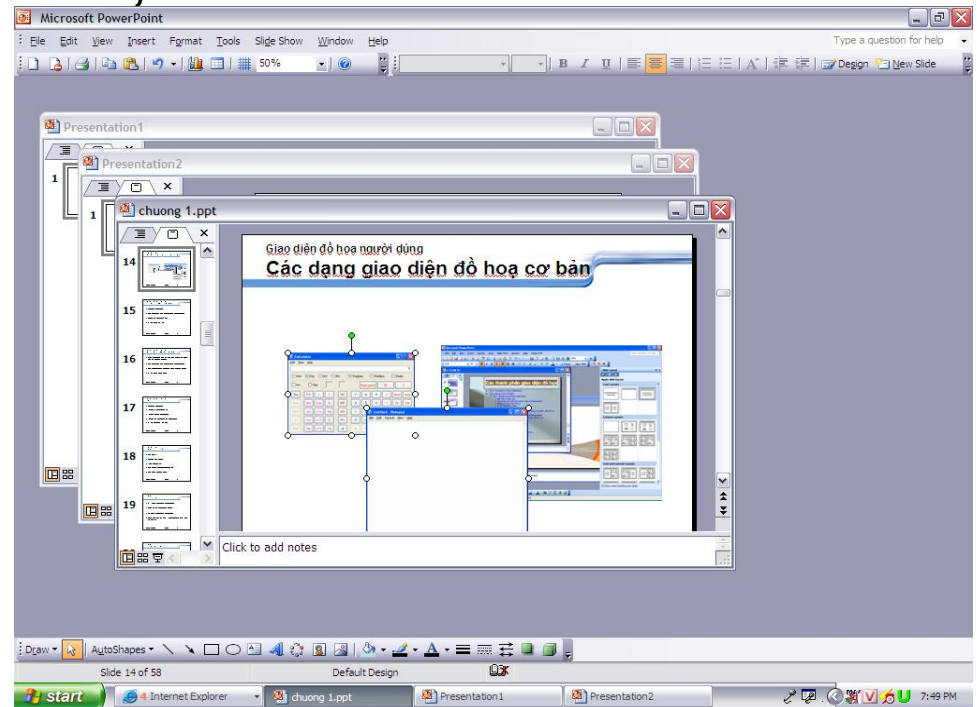 Microsoft PowerPoint
File Edit View Insert Format Tools Slide Show Window Help
Type a question for help
50%
B I U
Design New Slide
Presentation1
1
Presentation2
1
chuong 1.ppt
14
15
16
17
18
19
Giao diện đồ hoạ người dùng
Các dạng giao diện đồ hoạ cơ bản
Click to add notes
Draw AutoShapes
Slide 14 of 58
Default Design
start
4 Internet Explorer
chuong 1.ppt
Presentation1
Presentation2
7:49 PM